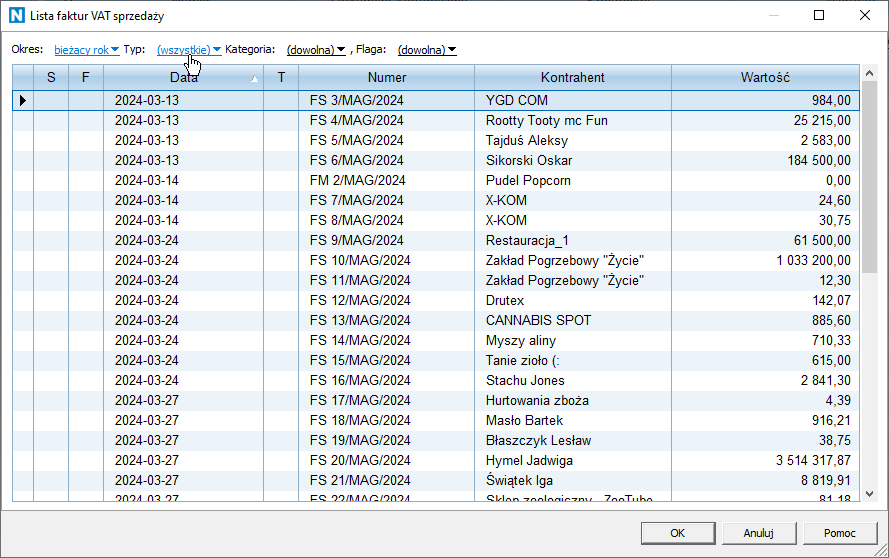 Lista faktur VAT sprzedaży
Okres: bieżący rok Typ: (wszystkie) Kategoria: (dowolna) , Flaga: (dowolna)
S F Data T Numer Kontrahent Wartość
2024-03-13 FS 3/MAG/2024 YGD COM 984,00
2024-03-13 FS 4/MAG/2024 Rootty Tooty mc Fun 25 215,00
2024-03-13 FS 5/MAG/2024 Tajduś Aleksy 2 583,00
2024-03-13 FS 6/MAG/2024 Sikorski Oskar 184 500,00
2024-03-14 FM 2/MAG/2024 Pudel Popcorn 0,00
2024-03-14 FS 7/MAG/2024 X-KOM 24,60
2024-03-14 FS 8/MAG/2024 X-KOM 30,75
2024-03-24 FS 9/MAG/2024 Restauracja_1 61 500,00
2024-03-24 FS 10/MAG/2024 Zakład Pogrzebowy "Życie" 1 033 200,00
2024-03-24 FS 11/MAG/2024 Zakład Pogrzebowy "Życie" 12,30
2024-03-24 FS 12/MAG/2024 Drutex 142,07
2024-03-24 FS 13/MAG/2024 CANNABIS SPOT 885,60
2024-03-24 FS 14/MAG/2024 Myszy aliny 710,33
2024-03-24 FS 15/MAG/2024 Tanie zioło (: 615,00
2024-03-24 FS 16/MAG/2024 Stachu Jones 2 841,30
2024-03-27 FS 17/MAG/2024 Hurtowania zboża 4,39
2024-03-27 FS 18/MAG/2024 Masło Bartek 916,21
2024-03-27 FS 19/MAG/2024 Błaszczyk Lesław 38,75
2024-03-27 FS 20/MAG/2024 Hymel Jadwiga 3 514 317,87
2024-03-27 FS 21/MAG/2024 Świątek Iga 8 819,91
2024-03-27 FS 22/MAG/2024 Sklep zoologiczny - ZooTube 81,18
OK Anuluj Pomoc